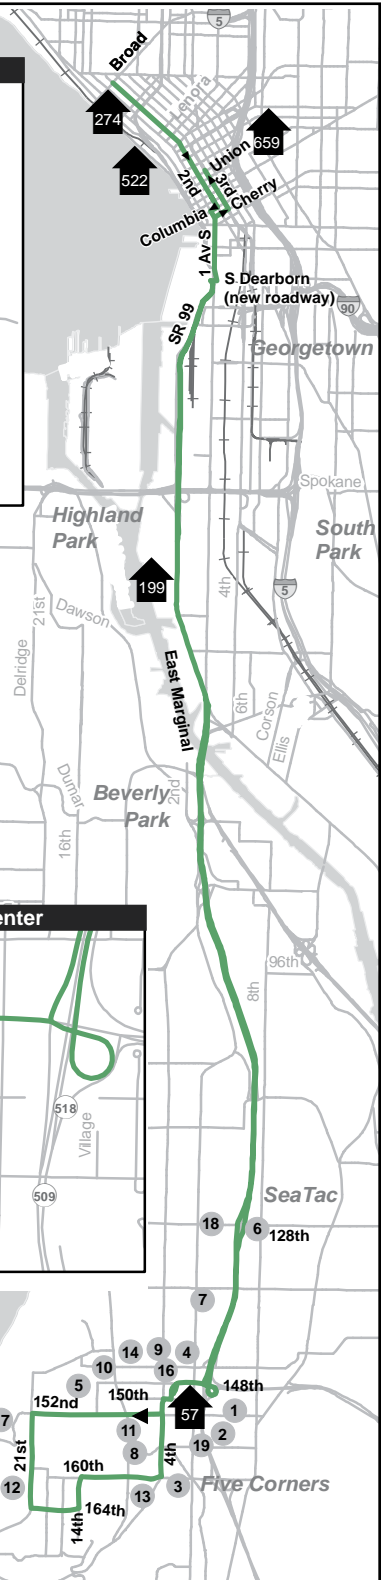 5
Broad
Lenora
274
659
Union
522
2nd
3rd
Cherry
Columbia
1 Av S
S Dearborn
(new roadway)
90
SR 99
Georgetown
Spokane
Highland
Park
South
Park
199
4th
5
21st
Dawson
Delridge
East Marginal
6th
Corson
Ellis
Dumar
Beverly
Park
2nd
16th
enter
96th
8th
518
Village
509
SeaTac
18
6
128th
7
14
9
4
10
16
5
150th
148th
152nd
57
1
7
11
2
21st
8
4th
19
160th
12
13
3
Five Corners
14th
164th